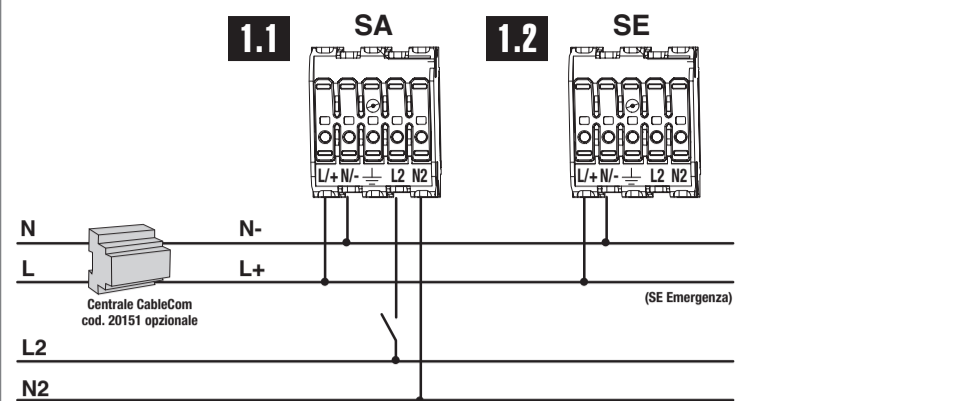 1.1 SA 1.2 SE
L/+ N/- L2 N2 L/+ N/- L2 N2
N N-
L L+
(SE Emergenza)
Centrale CableCom
cod. 20151 opzionale
L2
N2